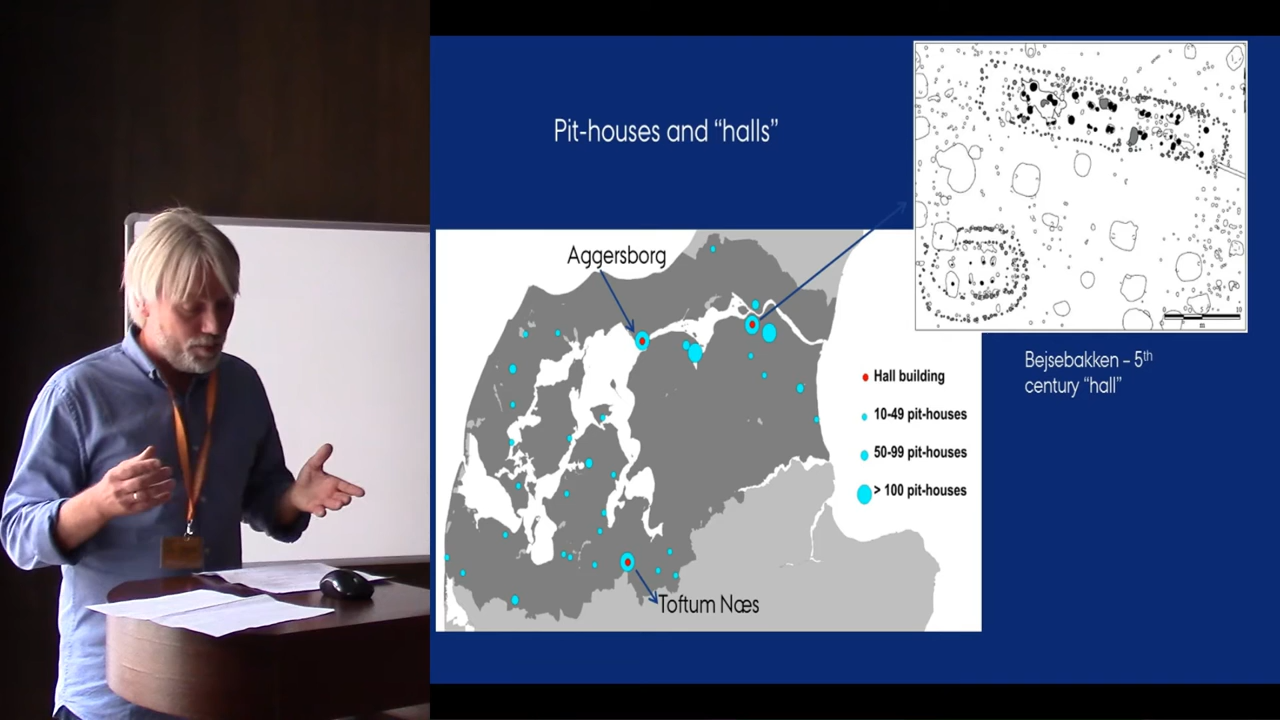 Pit-houses and “halls”
Aggersborg
Hall building
10-49 pit-houses
50-99 pit-houses
> 100 pit-houses
Toftum Næs
10
m
Bejsebakken – 5th
century “hall”